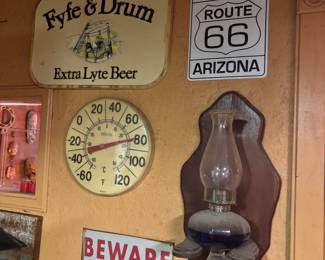 Fyfe & Drum
Extra Lyte Beer
ROUTE
66
ARIZONA
20
40
0
60
-20
80
-40
100
-60
120
°C
°F
BEWARE